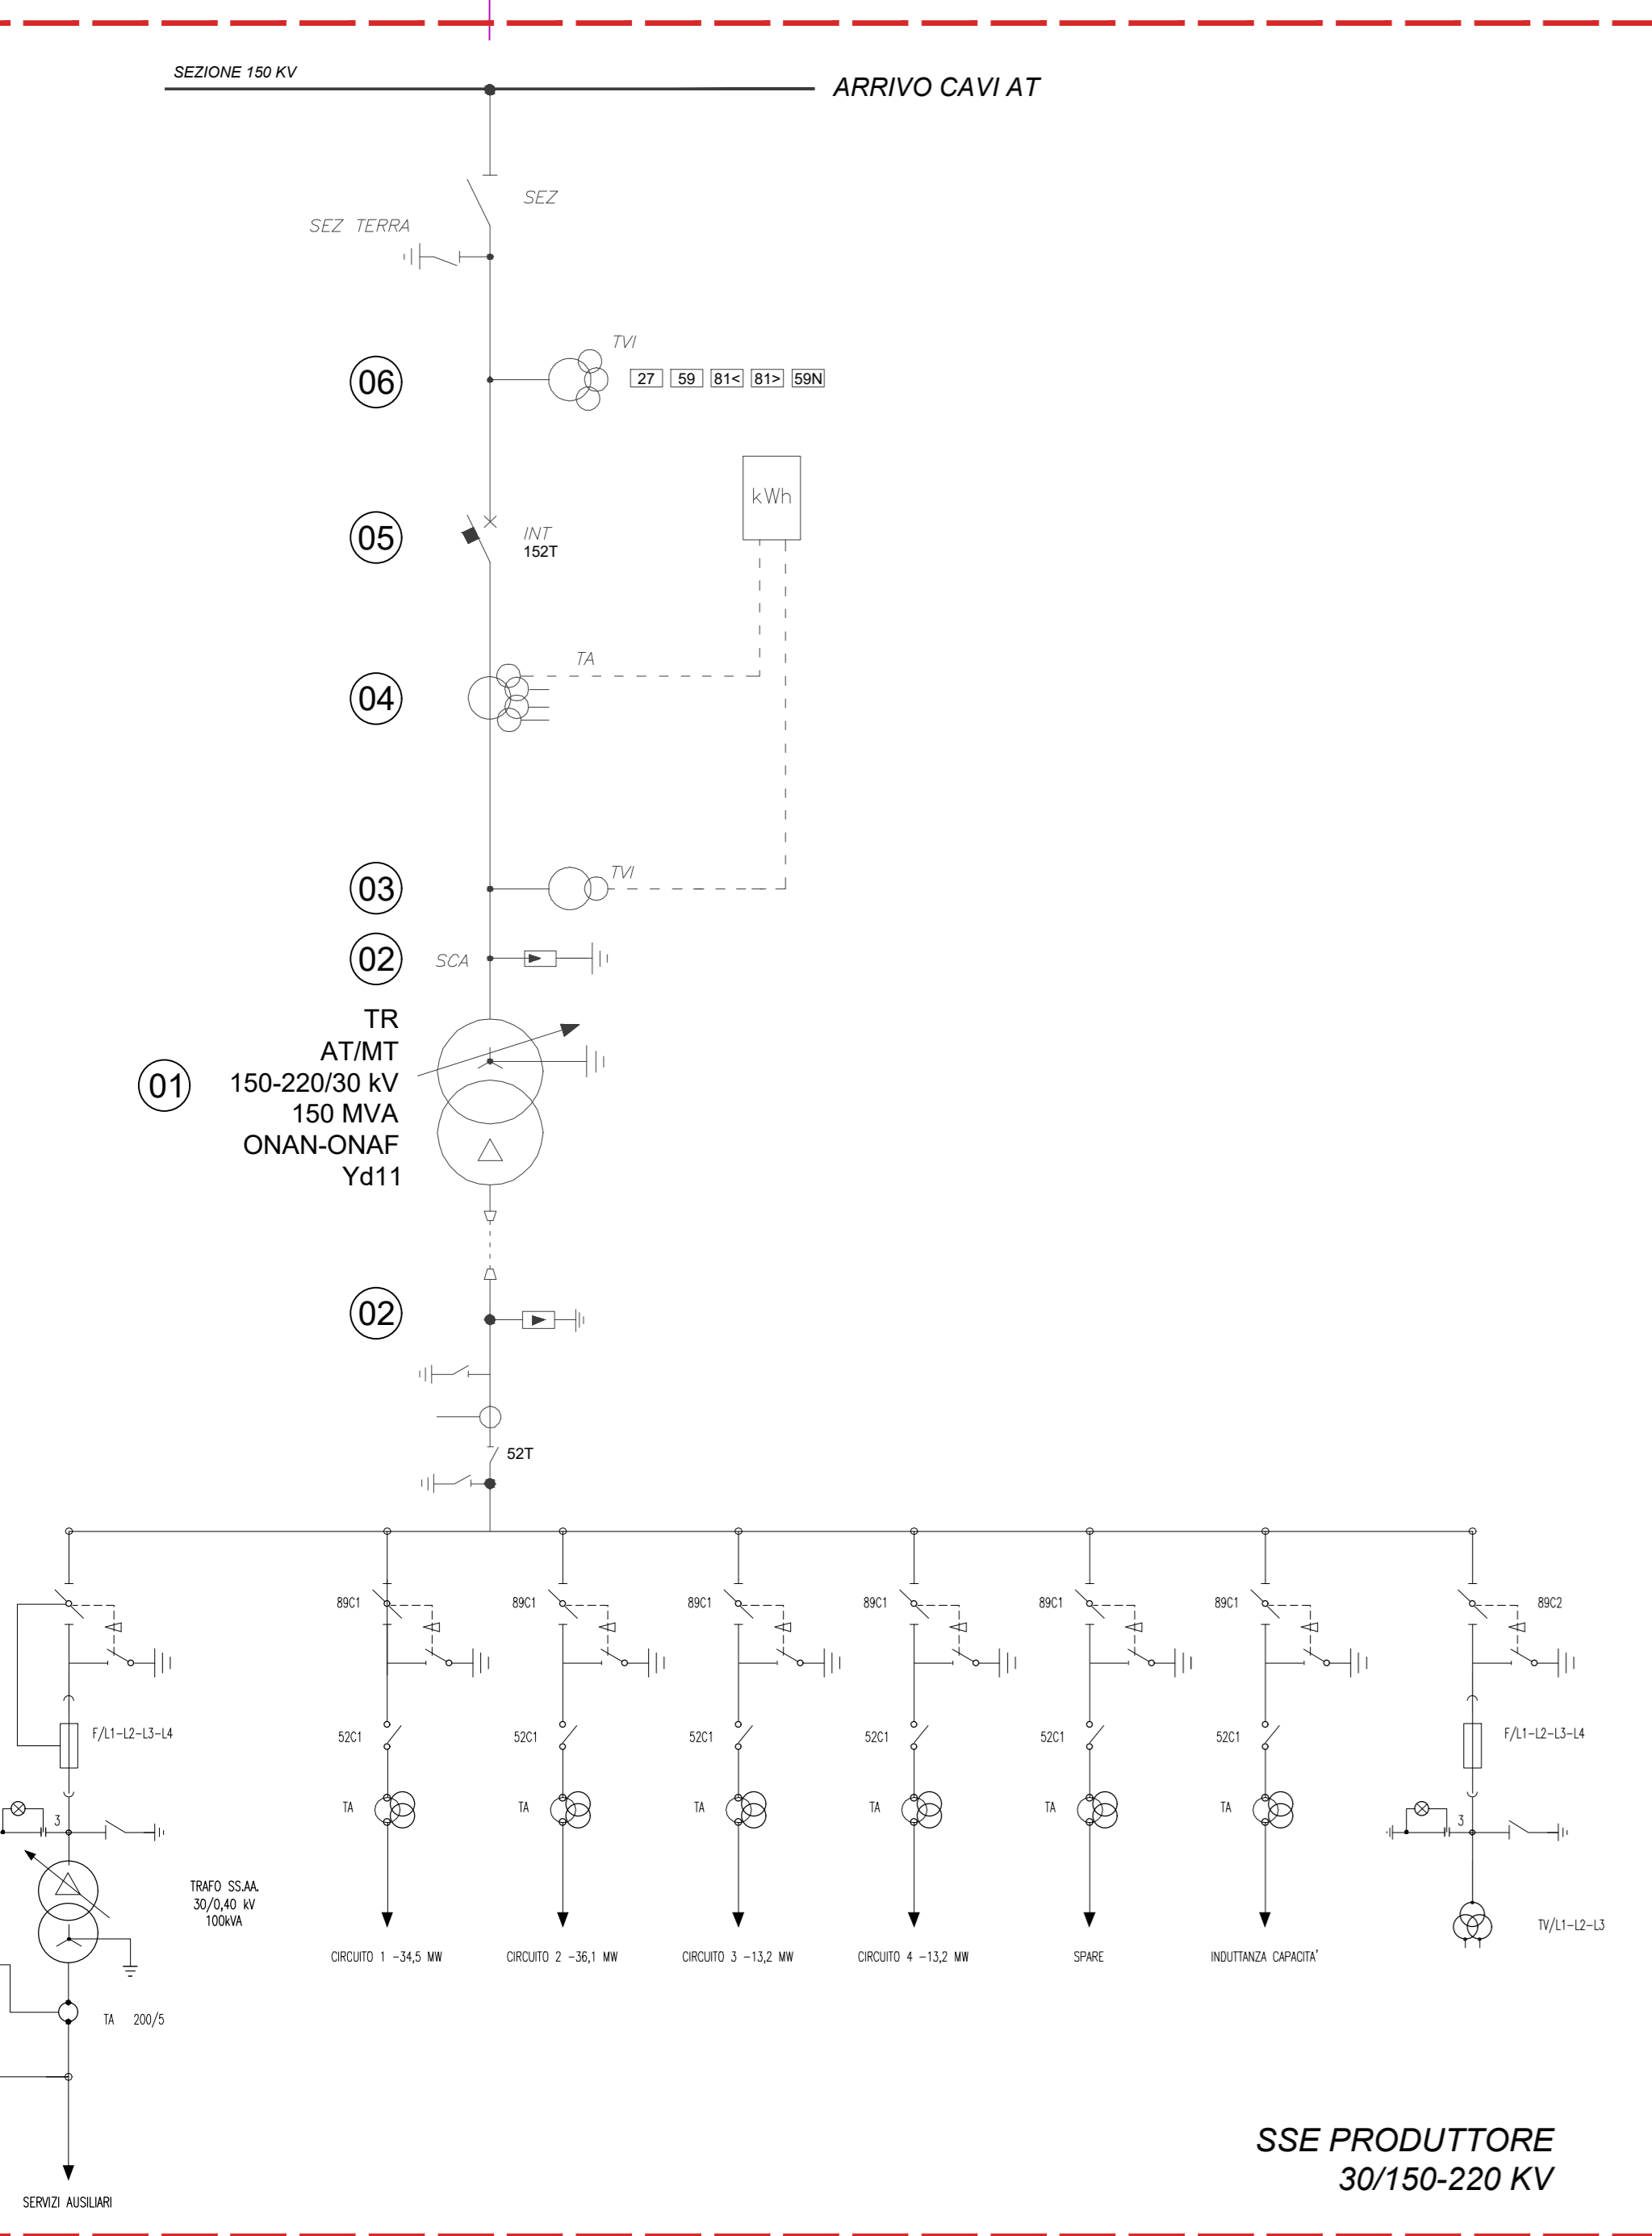 SEZIONE 150 KV
ARRIVO CAVI AT
SEZ
SEZ TERRA
TVI
06
27 59 81< 81> 59N
kWh
05
INT
152T
TA
04
TVI
03
02
SCA
TR
AT/MT
01
150-220/30 kV
150 MVA
ONAN-ONAF
Yd11
02
52T
89C1 89C1 89C1 89C1 89C1 89C1 89C2
F/L1-L2-L3-L4
52C1 52C1 52C1 52C1 52C1 52C1
F/L1-L2-L3-L4
TA TA TA TA TA TA
3
3
TRAFO SS.AA.
30/0,40 kV
100kVA
TV/L1-L2-L3
CIRCUITO 1 -34,5 MW
CIRCUITO 2 -36,1 MW
CIRCUITO 3 -13,2 MW
CIRCUITO 4 -13,2 MW
SPARE
INDUTTANZA CAPACITA'
TA 200/5
SSE PRODUTTORE
30/150-220 KV
SERVIZI AUSILIARI